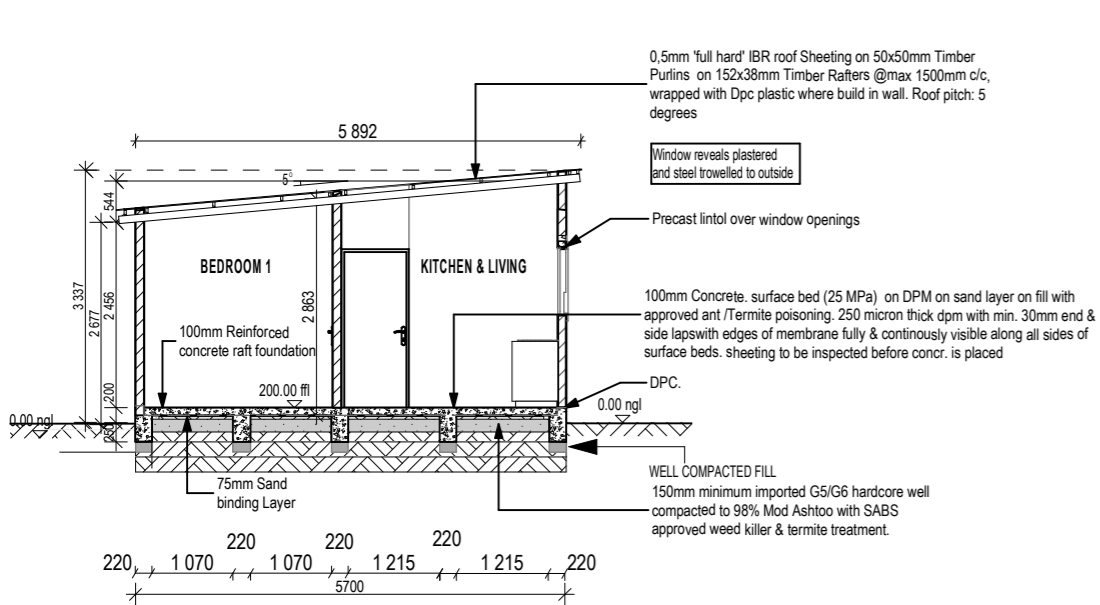 0,5mm 'full hard' IBR roof Sheeting on 50x50mm Timber
Purlins on 152x38mm Timber Rafters @max 1500mm c/c,
wrapped with Dpc plastic where build in wall. Roof pitch: 5
degrees
5 892
Window reveals plastered
and steel trowelled to outside
5°
544
Precast lintol over window openings
BEDROOM 1
KITCHEN & LIVING
3 337
2 677
2 456
2 863
100mm Concrete. surface bed (25 MPa) on DPM on sand layer on fill with
approved ant /Termite poisoning. 250 micron thick dpm with min. 30mm end &
side lapswith edges of membrane fully & continously visible along all sides of
surface beds. sheeting to be inspected before concr. is placed
100mm Reinforced
concrete raft foundation
DPC.
200
200.00 ffl
0.00 ngl
0.00 ngl
250
WELL COMPACTED FILL
150mm minimum imported G5/G6 hardcore well
compacted to 98% Mod Ashtoo with SABS
approved weed killer & termite treatment.
75mm Sand
binding Layer
220 1 070 220 1 070 220 1 215 220 1 215 220
5700